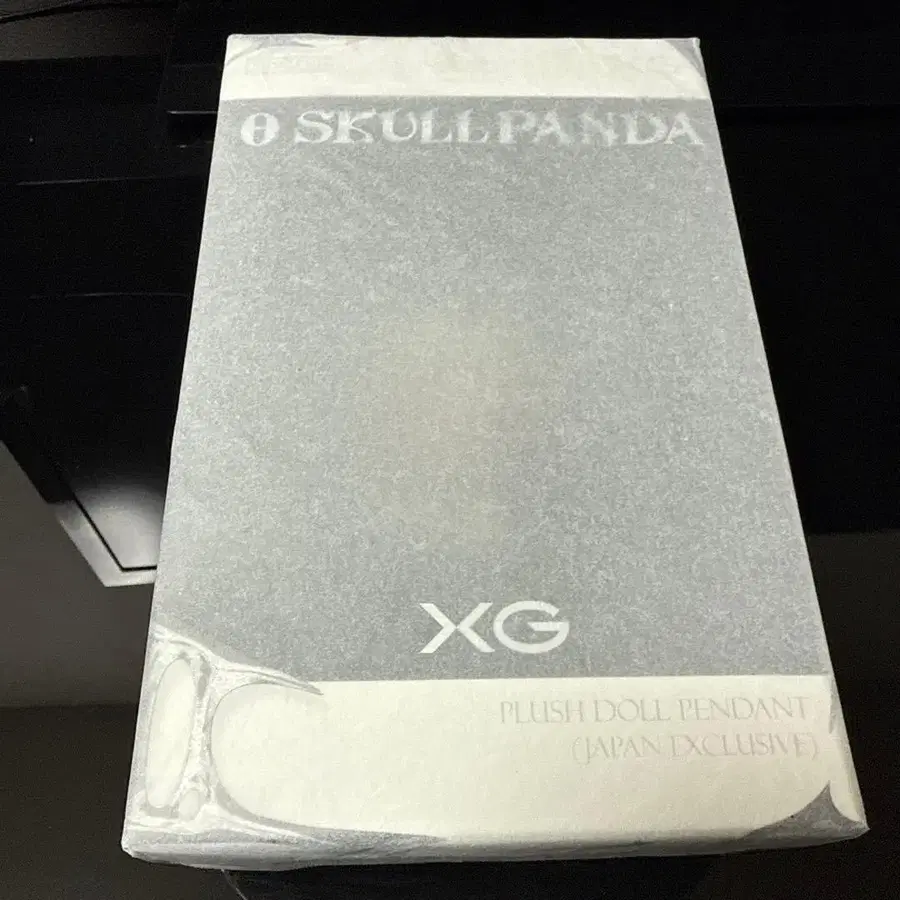 θ SKULLPANDA
XG
PLUSH DOLL PENDANT
(JAPAN EXCLUSIVE)